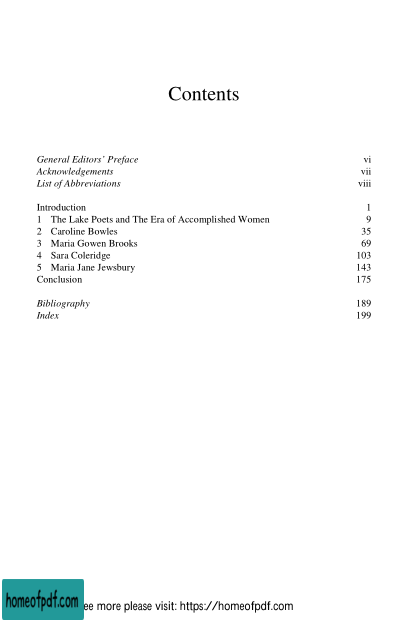 Contents
General Editors' Preface vi
Acknowledgements vii
List of Abbreviations viii
Introduction 1
1 The Lake Poets and The Era of Accomplished Women 9
2 Caroline Bowles 35
3 Maria Gowen Brooks 69
4 Sara Coleridge 103
5 Maria Jane Jewsbury 143
Conclusion 175
Bibliography 189
Index 199
homeofpdf.com
ee more please visit: https://homeofpdf.com